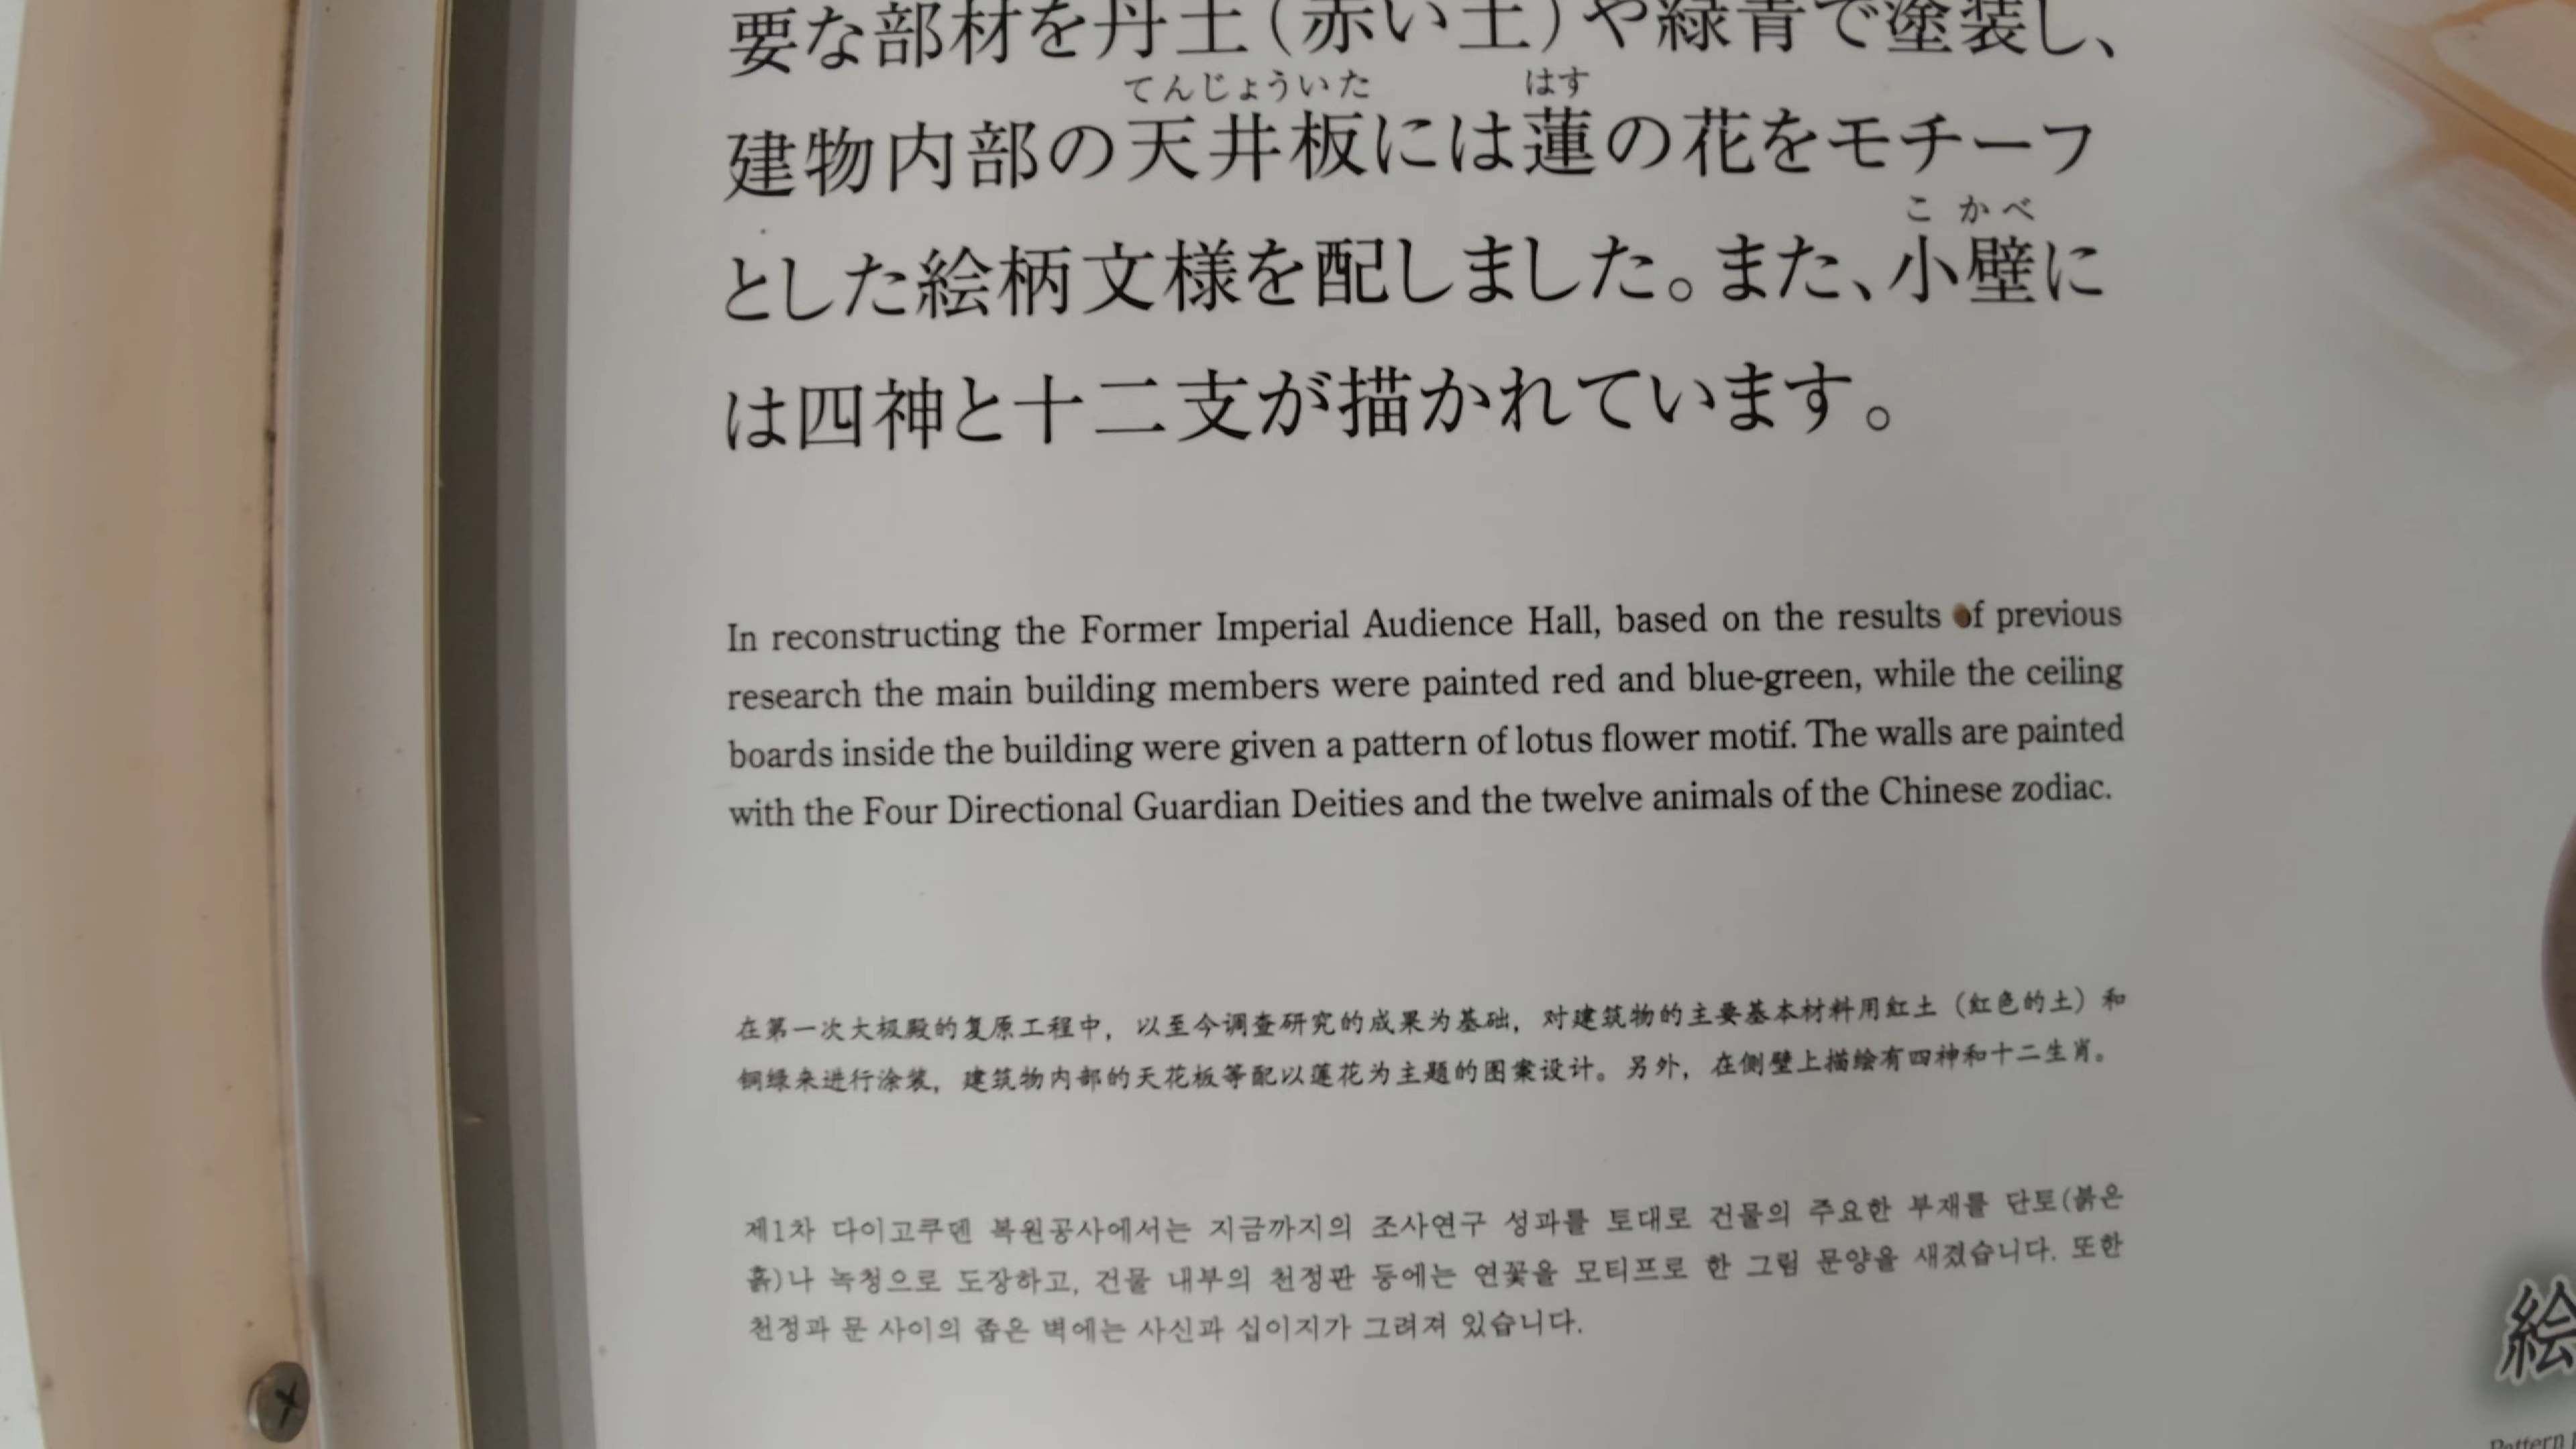 要な部材を丹土（赤い土）や緑青で塗装し、
てんじょういた はす
建物内部の天井板には蓮の花をモチーフ
こかべ
とした絵柄文様を配しました。また、小壁に
は四神と十二支が描かれています。
In reconstructing the Former Imperial Audience Hall, based on the results of previous
research the main building members were painted red and blue-green, while the ceiling
boards inside the building were given a pattern of lotus flower motif. The walls are painted
with the Four Directional Guardian Deities and the twelve animals of the Chinese zodiac.
在第一次大极殿的复原工程中，以至今调查研究的成果为基础，对建筑物的主要基本材料用红土（红色的土）和
铜绿来进行涂装，建筑物内部的天花板等配以莲花为主题的图案设计。另外，在侧壁上描绘有四神和十二生肖。
제1차 다이고쿠덴 복원공사에서는 지금까지의 조사연구 성과를 토대로 건물의 주요한 부재를 단토(붉은
흙)나 녹청으로 도장하고, 건물 내부의 천정판 등에는 연꽃을 모티프로 한 그림 문양을 새겼습니다. 또한
천정과 문 사이의 좁은 벽에는 사신과 십이지가 그려져 있습니다.
絵
Pattern